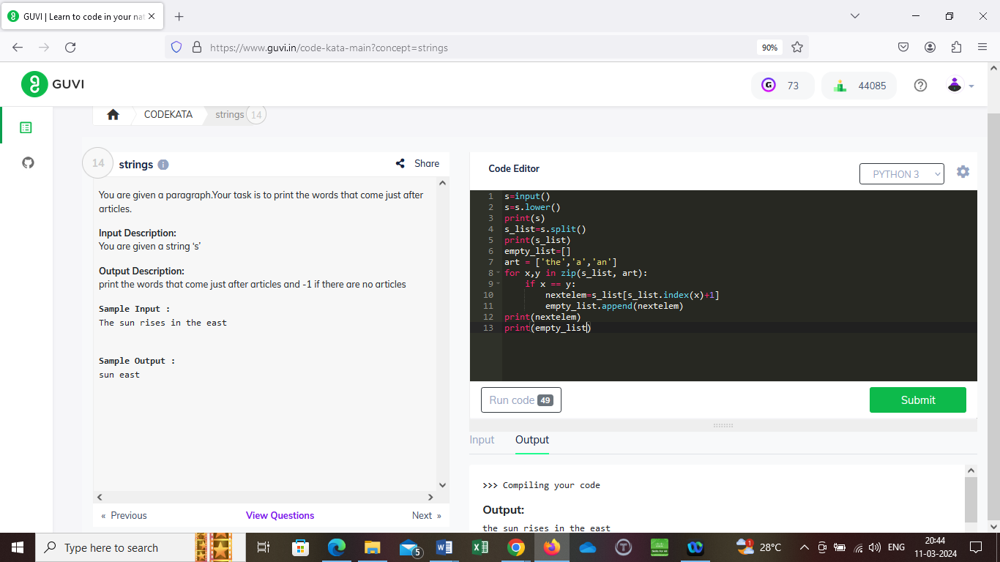 GUVI | Learn to code in your nat
https://www.guvi.in/code-kata-main?concept=strings
90%
GUVI
G
73
44085
CODEKATA
strings
14
14
strings
Share
You are given a paragraph.Your task is to print the words that come just after
articles.
Input Description:
You are given a string ‘s’
Output Description:
print the words that come just after articles and -1 if there are no articles
Sample Input :
The sun rises in the east
Sample Output :
sun east
« Previous
View Questions
Next »
Code Editor
PYTHON 3
1 s=input()
2 s=s.lower()
3 print(s)
4 s_list=s.split()
5 print(s_list)
6 empty_list=[]
7 art = ['the','a','an']
8 for x,y in zip(s_list, art):
9 if x == y:
10 nextelem=s_list[s_list.index(x)+1]
11 empty_list.append(nextelem)
12 print(nextelem)
13 print(empty_list)
Run code 49
Submit
Input
Output
>>> Compiling your code
Output:
the sun rises in the east
Type here to search
5
1
28°C
ENG
20:44
11-03-2024